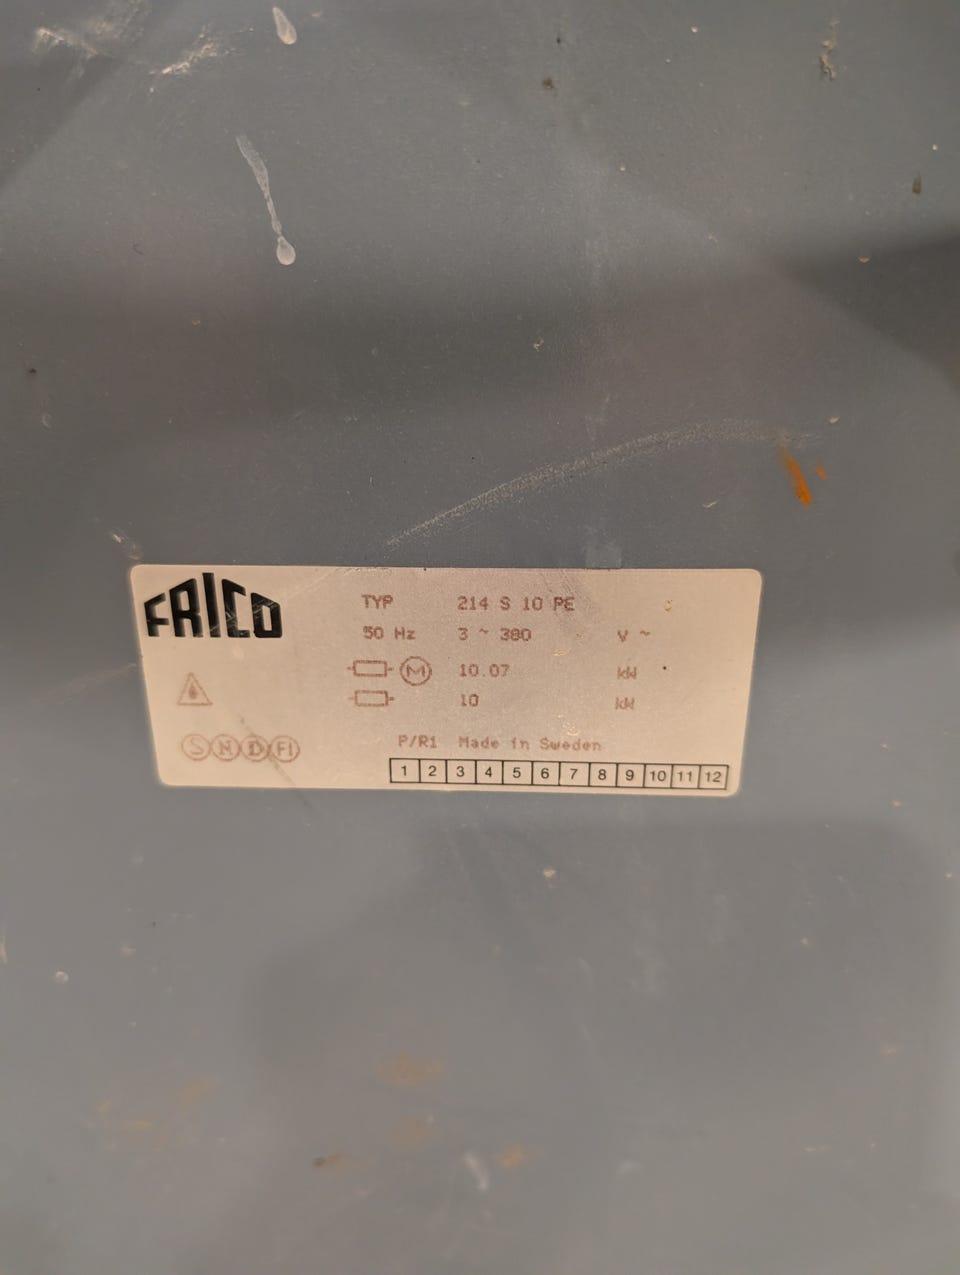 FRICO
TYP 214 S 10 PE
50 Hz 3 ~ 380 V ~
M 10.07 kW
10 kW
S N D FI
P/R1 Made in Sweden
1 2 3 4 5 6 7 8 9 10 11 12